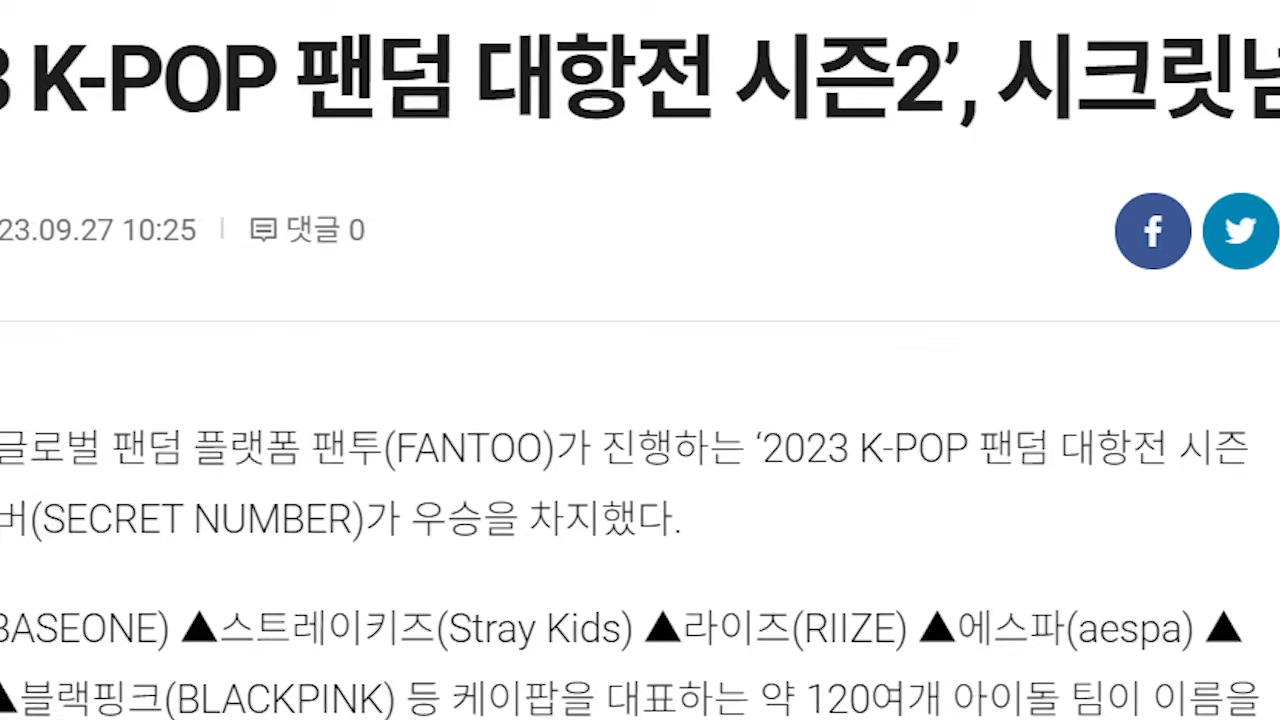 3 K-POP 팬덤 대항전 시즌2’, 시크릿넘
23.09.27 10:25 댓글 0
글로벌 팬덤 플랫폼 팬투(FANTOO)가 진행하는 ‘2023 K-POP 팬덤 대항전 시즌
버(SECRET NUMBER)가 우승을 차지했다.
BASEONE) ▲스트레이키즈(Stray Kids) ▲라이즈(RIIZE) ▲에스파(aespa) ▲
▲블랙핑크(BLACKPINK) 등 케이팝을 대표하는 약 120여개 아이돌 팀이 이름을